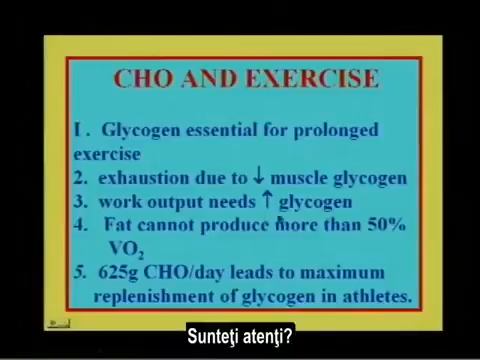 CHO AND EXERCISE
1. Glycogen essential for prolonged
exercise
2. exhaustion due to ↓ muscle glycogen
3. work output needs ↑ glycogen
4. Fat cannot produce more than 50%
VO2
5. 625g CHO/day leads to maximum
replenishment of glycogen in athletes.
Sunteţi atenţi?